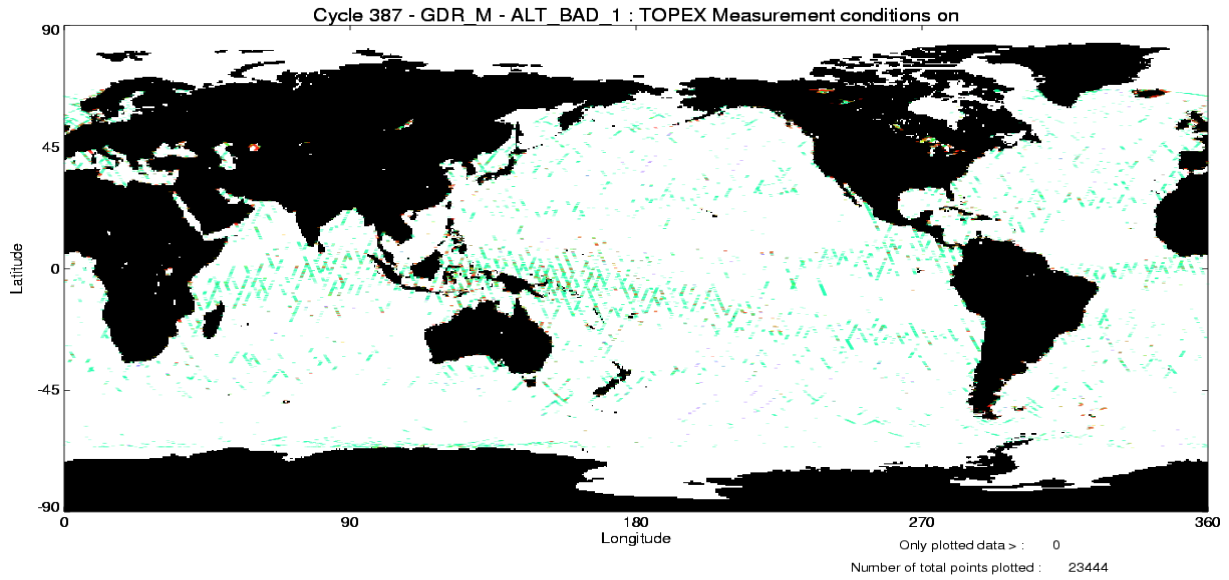 Cycle 387 - GDR_M - ALT_BAD_1 : TOPEX Measurement conditions on
90
45
0
-45
-90
Latitude
0 90 180 270 360
Longitude
Only plotted data > : 0
Number of total points plotted : 23444